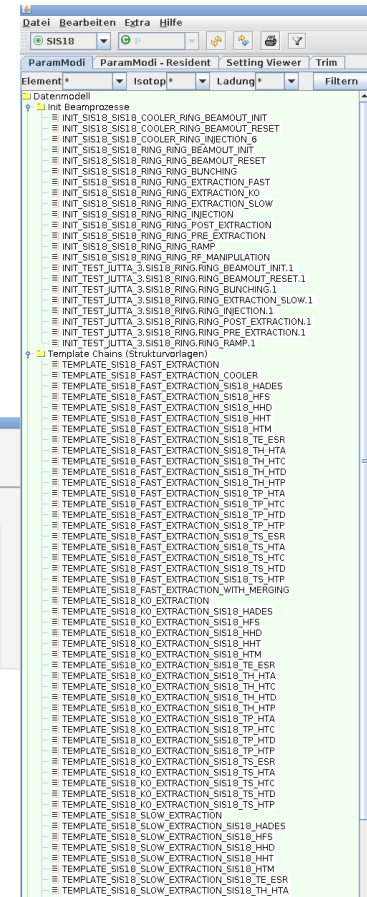 Datei Bearbeiten Extra Hilfe
SIS18 P
ParamModi ParamModi - Resident Setting Viewer Trim
Element * Isotop * Ladung * Filtern
Datenmodell
Init Beamprozesse
INIT_SIS18_SIS18_COOLER_RING_BEAMOUT_INIT
INIT_SIS18_SIS18_COOLER_RING_BEAMOUT_RESET
INIT_SIS18_SIS18_COOLER_RING_INJECTION_6
INIT_SIS18_SIS18_RING_RING_BEAMOUT_INIT
INIT_SIS18_SIS18_RING_RING_BEAMOUT_RESET
INIT_SIS18_SIS18_RING_RING_BUNCHING
INIT_SIS18_SIS18_RING_RING_EXTRACTION_FAST
INIT_SIS18_SIS18_RING_RING_EXTRACTION_KO
INIT_SIS18_SIS18_RING_RING_EXTRACTION_SLOW
INIT_SIS18_SIS18_RING_RING_INJECTION
INIT_SIS18_SIS18_RING_RING_POST_EXTRACTION
INIT_SIS18_SIS18_RING_RING_PRE_EXTRACTION
INIT_SIS18_SIS18_RING_RING_RAMP
INIT_SIS18_SIS18_RING_RING_RF_MANIPULATION
INIT_TEST_JUTTA_3.SIS18_RING.RING_BEAMOUT_INIT.1
INIT_TEST_JUTTA_3.SIS18_RING.RING_BEAMOUT_RESET.1
INIT_TEST_JUTTA_3.SIS18_RING.RING_BUNCHING.1
INIT_TEST_JUTTA_3.SIS18_RING.RING_EXTRACTION_SLOW.1
INIT_TEST_JUTTA_3.SIS18_RING.RING_INJECTION.1
INIT_TEST_JUTTA_3.SIS18_RING.RING_POST_EXTRACTION.1
INIT_TEST_JUTTA_3.SIS18_RING.RING_PRE_EXTRACTION.1
INIT_TEST_JUTTA_3.SIS18_RING.RING_RAMP.1
Template Chains (Strukturvorlagen)
TEMPLATE_SIS18_FAST_EXTRACTION
TEMPLATE_SIS18_FAST_EXTRACTION_COOLER
TEMPLATE_SIS18_FAST_EXTRACTION_SIS18_HADES
TEMPLATE_SIS18_FAST_EXTRACTION_SIS18_HFS
TEMPLATE_SIS18_FAST_EXTRACTION_SIS18_HHD
TEMPLATE_SIS18_FAST_EXTRACTION_SIS18_HHT
TEMPLATE_SIS18_FAST_EXTRACTION_SIS18_HTM
TEMPLATE_SIS18_FAST_EXTRACTION_SIS18_TE_ESR
TEMPLATE_SIS18_FAST_EXTRACTION_SIS18_TH_HTA
TEMPLATE_SIS18_FAST_EXTRACTION_SIS18_TH_HTC
TEMPLATE_SIS18_FAST_EXTRACTION_SIS18_TH_HTD
TEMPLATE_SIS18_FAST_EXTRACTION_SIS18_TH_HTP
TEMPLATE_SIS18_FAST_EXTRACTION_SIS18_TP_HTA
TEMPLATE_SIS18_FAST_EXTRACTION_SIS18_TP_HTC
TEMPLATE_SIS18_FAST_EXTRACTION_SIS18_TP_HTD
TEMPLATE_SIS18_FAST_EXTRACTION_SIS18_TP_HTP
TEMPLATE_SIS18_FAST_EXTRACTION_SIS18_TS_ESR
TEMPLATE_SIS18_FAST_EXTRACTION_SIS18_TS_HTA
TEMPLATE_SIS18_FAST_EXTRACTION_SIS18_TS_HTC
TEMPLATE_SIS18_FAST_EXTRACTION_SIS18_TS_HTD
TEMPLATE_SIS18_FAST_EXTRACTION_SIS18_TS_HTP
TEMPLATE_SIS18_FAST_EXTRACTION_WITH_MERGING
TEMPLATE_SIS18_KO_EXTRACTION
TEMPLATE_SIS18_KO_EXTRACTION_SIS18_HADES
TEMPLATE_SIS18_KO_EXTRACTION_SIS18_HFS
TEMPLATE_SIS18_KO_EXTRACTION_SIS18_HHD
TEMPLATE_SIS18_KO_EXTRACTION_SIS18_HHT
TEMPLATE_SIS18_KO_EXTRACTION_SIS18_HTM
TEMPLATE_SIS18_KO_EXTRACTION_SIS18_TE_ESR
TEMPLATE_SIS18_KO_EXTRACTION_SIS18_TH_HTA
TEMPLATE_SIS18_KO_EXTRACTION_SIS18_TH_HTC
TEMPLATE_SIS18_KO_EXTRACTION_SIS18_TH_HTD
TEMPLATE_SIS18_KO_EXTRACTION_SIS18_TH_HTP
TEMPLATE_SIS18_KO_EXTRACTION_SIS18_TP_HTA
TEMPLATE_SIS18_KO_EXTRACTION_SIS18_TP_HTC
TEMPLATE_SIS18_KO_EXTRACTION_SIS18_TP_HTD
TEMPLATE_SIS18_KO_EXTRACTION_SIS18_TP_HTP
TEMPLATE_SIS18_KO_EXTRACTION_SIS18_TS_ESR
TEMPLATE_SIS18_KO_EXTRACTION_SIS18_TS_HTA
TEMPLATE_SIS18_KO_EXTRACTION_SIS18_TS_HTC
TEMPLATE_SIS18_KO_EXTRACTION_SIS18_TS_HTD
TEMPLATE_SIS18_KO_EXTRACTION_SIS18_TS_HTP
TEMPLATE_SIS18_SLOW_EXTRACTION
TEMPLATE_SIS18_SLOW_EXTRACTION_SIS18_HADES
TEMPLATE_SIS18_SLOW_EXTRACTION_SIS18_HFS
TEMPLATE_SIS18_SLOW_EXTRACTION_SIS18_HHD
TEMPLATE_SIS18_SLOW_EXTRACTION_SIS18_HHT
TEMPLATE_SIS18_SLOW_EXTRACTION_SIS18_HTM
TEMPLATE_SIS18_SLOW_EXTRACTION_SIS18_TE_ESR
TEMPLATE_SIS18_SLOW_EXTRACTION_SIS18_TH_HTA